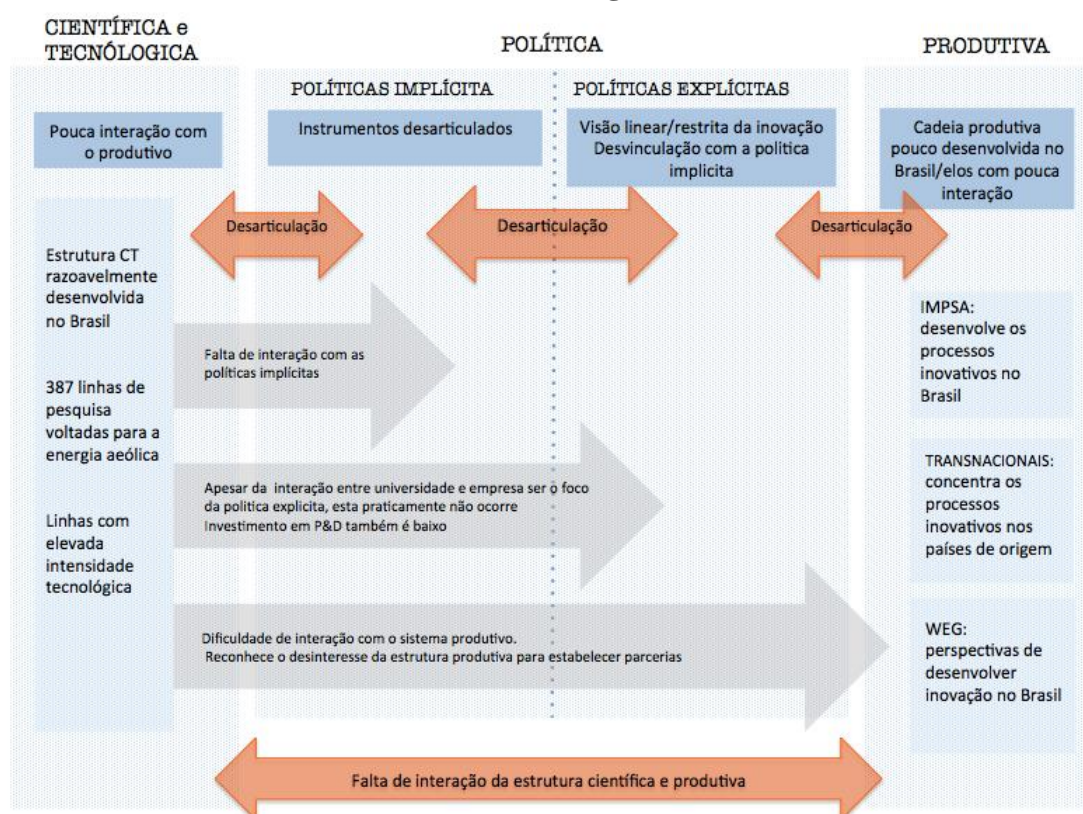 CIENTÍFICA e
TECNÓLOGICA
POLÍTICA
PRODUTIVA
POLÍTICAS IMPLÍCITA
POLÍTICAS EXPLÍCITAS
Pouca interação com
o produtivo
Instrumentos desarticulados
Visão linear/restrita da inovação
Desvinculação com a politica
implicita
Cadeia produtiva
pouco desenvolvida no
Brasil/elos com pouca
interação
Desarticulação
Desarticulação
Desarticulação
Estrutura CT
razoavelmente
desenvolvida
no Brasil
387 linhas de
pesquisa
voltadas para a
energia aéolica
Linhas com
elevada
intensidade
tecnológica
Falta de interação com as
políticas implícitas
Apesar da interação entre universidade e empresa ser o foco
da politica explicita, esta praticamente não ocorre
Investimento em P&D também é baixo
Dificuldade de interação com o sistema produtivo.
Reconhece o desinteresse da estrutura produtiva para estabelecer parcerias
IMPSA:
desenvolve os
processos
inovativos no
Brasil
TRANSNACIONAIS:
concentra os
processos
inovativos nos
países de origem
WEG:
perspectivas de
desenvolver
inovação no Brasil
Falta de interação da estrutura científica e produtiva